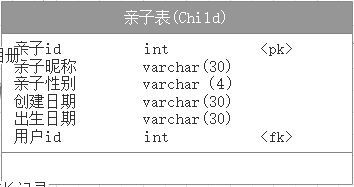 亲子表(Child)
亲子id int <pk>
相册
亲子昵称 varchar(30)
亲子性别 varchar (4)
创建日期 varchar(30)
出生日期 varchar(30)
用户id int <fk>